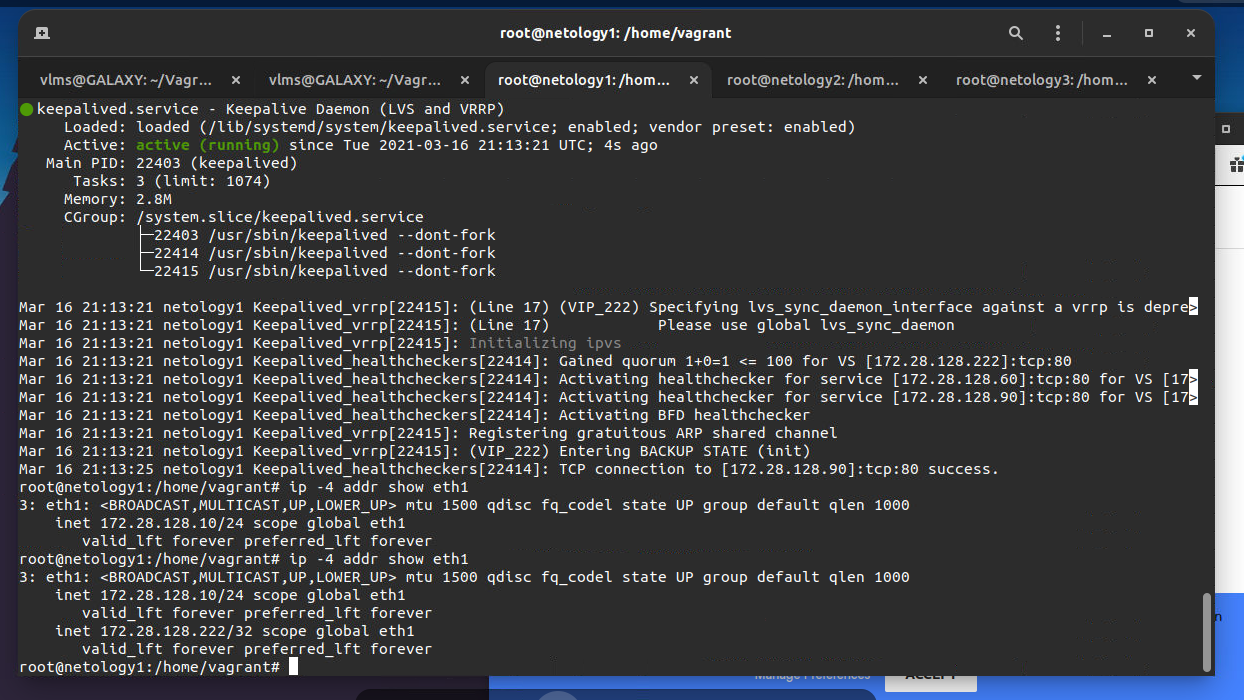 root@netology1: /home/vagrant
vlms@GALAXY: ~/Vagr... × vlms@GALAXY: ~/Vagr... × root@netology1: /hom... × root@netology2: /hom... × root@netology3: /hom... ×
keepalived.service - Keepalive Daemon (LVS and VRRP)
Loaded: loaded (/lib/systemd/system/keepalived.service; enabled; vendor preset: enabled)
Active: active (running) since Tue 2021-03-16 21:13:21 UTC; 4s ago
Main PID: 22403 (keepalived)
Tasks: 3 (limit: 1074)
Memory: 2.8M
CGroup: /system.slice/keepalived.service
├─22403 /usr/sbin/keepalived --dont-fork
├─22414 /usr/sbin/keepalived --dont-fork
└─22415 /usr/sbin/keepalived --dont-fork
Mar 16 21:13:21 netology1 Keepalived_vrrp[22415]: (Line 17) (VIP_222) Specifying lvs_sync_daemon_interface against a vrrp is depre>
Mar 16 21:13:21 netology1 Keepalived_vrrp[22415]: (Line 17)            Please use global lvs_sync_daemon
Mar 16 21:13:21 netology1 Keepalived_vrrp[22415]: Initializing ipvs
Mar 16 21:13:21 netology1 Keepalived_healthcheckers[22414]: Gained quorum 1+0=1 <= 100 for VS [172.28.128.222]:tcp:80
Mar 16 21:13:21 netology1 Keepalived_healthcheckers[22414]: Activating healthchecker for service [172.28.128.60]:tcp:80 for VS [17>
Mar 16 21:13:21 netology1 Keepalived_healthcheckers[22414]: Activating healthchecker for service [172.28.128.90]:tcp:80 for VS [17>
Mar 16 21:13:21 netology1 Keepalived_healthcheckers[22414]: Activating BFD healthchecker
Mar 16 21:13:21 netology1 Keepalived_vrrp[22415]: Registering gratuitous ARP shared channel
Mar 16 21:13:21 netology1 Keepalived_vrrp[22415]: (VIP_222) Entering BACKUP STATE (init)
Mar 16 21:13:25 netology1 Keepalived_healthcheckers[22414]: TCP connection to [172.28.128.90]:tcp:80 success.
root@netology1:/home/vagrant# ip -4 addr show eth1
3: eth1: <BROADCAST,MULTICAST,UP,LOWER_UP> mtu 1500 qdisc fq_codel state UP group default qlen 1000
inet 172.28.128.10/24 scope global eth1
valid_lft forever preferred_lft forever
root@netology1:/home/vagrant# ip -4 addr show eth1
3: eth1: <BROADCAST,MULTICAST,UP,LOWER_UP> mtu 1500 qdisc fq_codel state UP group default qlen 1000
inet 172.28.128.10/24 scope global eth1
valid_lft forever preferred_lft forever
inet 172.28.128.222/32 scope global eth1
valid_lft forever preferred_lft forever
root@netology1:/home/vagrant#
Manage Preferences ACCEPT